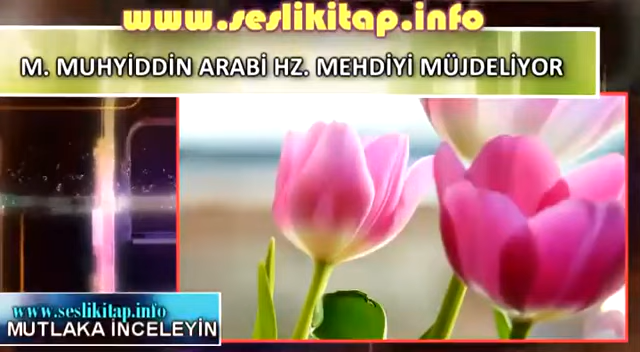 www.seslikitap.info
M. MUHYİDDİN ARABİ HZ. MEHDİYİ MÜJDELİYOR
www.seslikitap.info
MUTLAKA İNCELEYİN